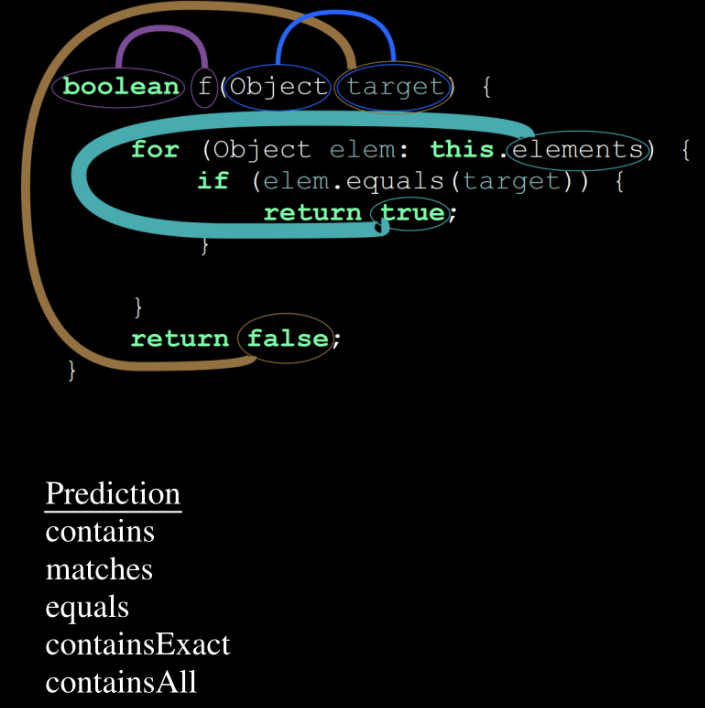 boolean f(Object target) {
for (Object elem: this.elements) {
if (elem.equals(target)) {
return true;
}
}
return false;
}
Prediction
contains
matches
equals
containsExact
containsAll